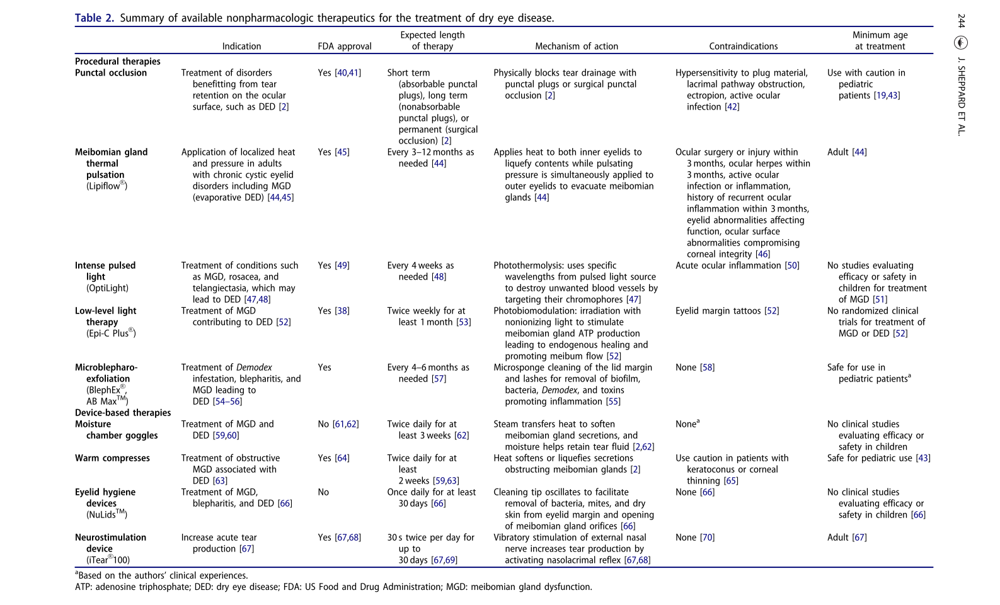 Table 2. Summary of available nonpharmacologic therapeutics for the treatment of dry eye disease.
Indication
FDA approval
Expected length
of therapy
Mechanism of action
Contraindications
Minimum age
at treatment
Procedural therapies
Punctal occlusion
Treatment of disorders
benefitting from tear
retention on the ocular
surface, such as DED [2]
Yes [40,41]
Short term
(absorbable punctal
plugs), long term
(nonabsorbable
punctal plugs), or
permanent (surgical
occlusion) [2]
Physically blocks tear drainage with
punctal plugs or surgical punctal
occlusion [2]
Hypersensitivity to plug material,
lacrimal pathway obstruction,
ectropion, active ocular
infection [42]
Use with caution in
pediatric
patients [19,43]
Meibomian gland
thermal
pulsation
(Lipiflow®)
Application of localized heat
and pressure in adults
with chronic cystic eyelid
disorders including MGD
(evaporative DED) [44,45]
Yes [45]
Every 3–12 months as
needed [44]
Applies heat to both inner eyelids to
liquefy contents while pulsating
pressure is simultaneously applied to
outer eyelids to evacuate meibomian
glands [44]
Ocular surgery or injury within
3 months, ocular herpes within
3 months, active ocular
infection or inflammation,
history of recurrent ocular
inflammation within 3 months,
eyelid abnormalities affecting
function, ocular surface
abnormalities compromising
corneal integrity [46]
Adult [44]
Intense pulsed
light
(OptiLight)
Treatment of conditions such
as MGD, rosacea, and
telangiectasia, which may
lead to DED [47,48]
Yes [49]
Every 4 weeks as
needed [48]
Photothermolysis: uses specific
wavelengths from pulsed light source
to destroy unwanted blood vessels by
targeting their chromophores [47]
Acute ocular inflammation [50]
No studies evaluating
efficacy or safety in
children for treatment
of MGD [51]
Low-level light
therapy
(Epi-C Plus®)
Treatment of MGD
contributing to DED [52]
Yes [38]
Twice weekly for at
least 1 month [53]
Photobiomodulation: irradiation with
nonionizing light to stimulate
meibomian gland ATP production
leading to endogenous healing and
promoting meibum flow [52]
Eyelid margin tattoos [52]
No randomized clinical
trials for treatment of
MGD or DED [52]
Microblepharo-
exfoliation
(BlephEx®,
AB Max™)
Treatment of Demodex
infestation, blepharitis, and
MGD leading to
DED [54–56]
Yes
Every 4–6 months as
needed [57]
Microsponge cleaning of the lid margin
and lashes for removal of biofilm,
bacteria, Demodex, and toxins
promoting inflammation [55]
None [58]
Safe for use in
pediatric patientsᵃ
Device-based therapies
Moisture
chamber goggles
Treatment of MGD and
DED [59,60]
No [61,62]
Twice daily for at
least 3 weeks [62]
Steam transfers heat to soften
meibomian gland secretions, and
moisture helps retain tear fluid [2,62]
Noneᵃ
No clinical studies
evaluating efficacy or
safety in children
Warm compresses
Treatment of obstructive
MGD associated with
DED [63]
Yes [64]
Twice daily for at
least
2 weeks [59,63]
Heat softens or liquefies secretions
obstructing meibomian glands [2]
Use caution in patients with
keratoconus or corneal
thinning [65]
Safe for pediatric use [43]
Eyelid hygiene
devices
(NuLids™)
Treatment of MGD,
blepharitis, and DED [66]
No
Once daily for at least
30 days [66]
Cleaning tip oscillates to facilitate
removal of bacteria, mites, and dry
skin from eyelid margin and opening
of meibomian gland orifices [66]
None [66]
No clinical studies
evaluating efficacy or
safety in children [66]
Neurostimulation
device
(iTear®100)
Increase acute tear
production [67]
Yes [67,68]
30 s twice per day for
up to
30 days [67,69]
Vibratory stimulation of external nasal
nerve increases tear production by
activating nasolacrimal reflex [67,68]
None [70]
Adult [67]
ᵃBased on the authors' clinical experiences.
ATP: adenosine triphosphate; DED: dry eye disease; FDA: US Food and Drug Administration; MGD: meibomian gland dysfunction.
244
J. SHEPPARD ET AL.